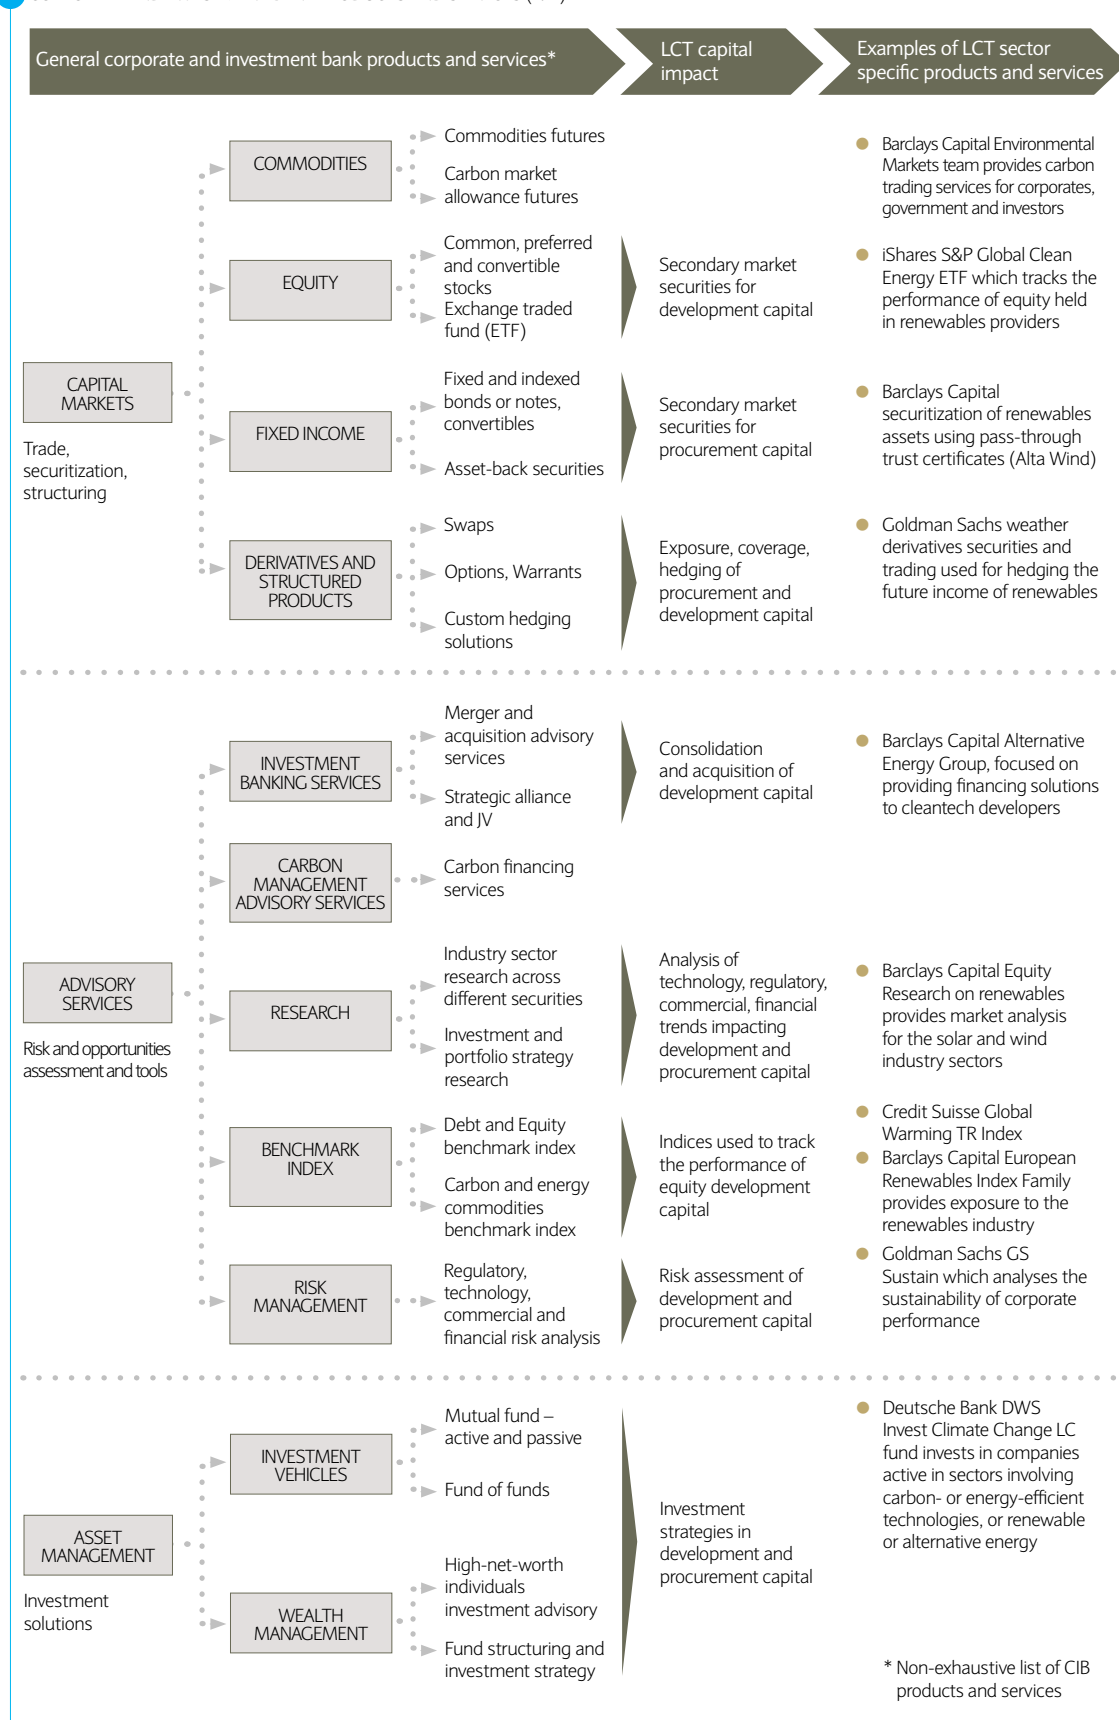 General corporate and investment bank products and services*
LCT capital
impact
Examples of LCT sector
specific products and services
CAPITAL
MARKETS
Trade,
securitization,
structuring
COMMODITIES
Commodities futures
Carbon market
allowance futures
Barclays Capital Environmental
Markets team provides carbon
trading services for corporates,
government and investors
EQUITY
Common, preferred
and convertible
stocks
Exchange traded
fund (ETF)
Secondary market
securities for
development capital
iShares S&P Global Clean
Energy ETF which tracks the
performance of equity held
in renewables providers
FIXED INCOME
Fixed and indexed
bonds or notes,
convertibles
Asset-back securities
Secondary market
securities for
procurement capital
Barclays Capital
securitization of renewables
assets using pass-through
trust certificates (Alta Wind)
DERIVATIVES AND
STRUCTURED
PRODUCTS
Swaps
Options, Warrants
Custom hedging
solutions
Exposure, coverage,
hedging of
procurement and
development capital
Goldman Sachs weather
derivatives securities and
trading used for hedging the
future income of renewables
ADVISORY
SERVICES
Risk and opportunities
assessment and tools
INVESTMENT
BANKING SERVICES
Merger and
acquisition advisory
services
Strategic alliance
and JV
Consolidation
and acquisition of
development capital
Barclays Capital Alternative
Energy Group, focused on
providing financing solutions
to cleantech developers
CARBON
MANAGEMENT
ADVISORY SERVICES
Carbon financing
services
RESEARCH
Industry sector
research across
different securities
Investment and
portfolio strategy
research
Analysis of
technology, regulatory,
commercial, financial
trends impacting
development and
procurement capital
Barclays Capital Equity
Research on renewables
provides market analysis
for the solar and wind
industry sectors
BENCHMARK
INDEX
Debt and Equity
benchmark index
Carbon and energy
commodities
benchmark index
Indices used to track
the performance of
equity development
capital
Credit Suisse Global
Warming TR Index
Barclays Capital European
Renewables Index Family
provides exposure to the
renewables industry
RISK
MANAGEMENT
Regulatory,
technology,
commercial and
financial risk analysis
Risk assessment of
development and
procurement capital
Goldman Sachs GS
Sustain which analyses the
sustainability of corporate
performance
ASSET
MANAGEMENT
Investment
solutions
INVESTMENT
VEHICLES
Mutual fund –
active and passive
Fund of funds
WEALTH
MANAGEMENT
High-net-worth
individuals
investment advisory
Fund structuring and
investment strategy
Investment
strategies in
development and
procurement capital
Deutsche Bank DWS
Invest Climate Change LC
fund invests in companies
active in sectors involving
carbon- or energy-efficient
technologies, or renewable
or alternative energy
* Non-exhaustive list of CIB
products and services